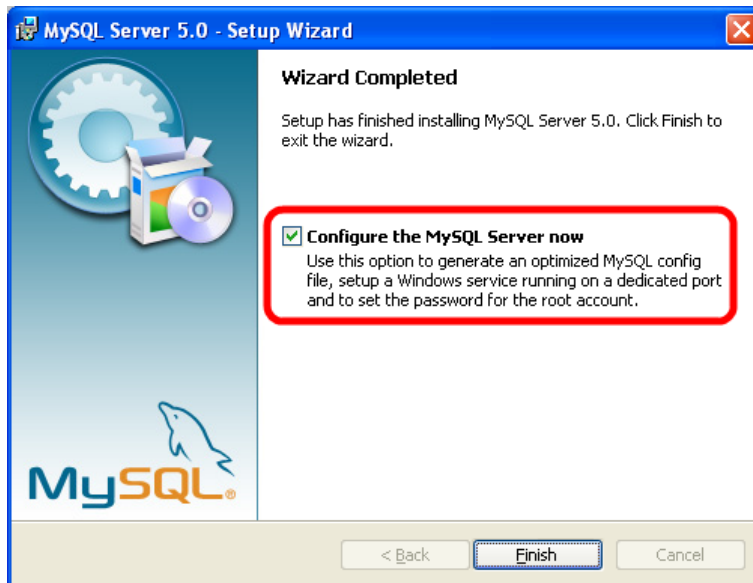 MySQL Server 5.0 - Setup Wizard
Wizard Completed
Setup has finished installing MySQL Server 5.0. Click Finish to
exit the wizard.
Configure the MySQL Server now
Use this option to generate an optimized MySQL config
file, setup a Windows service running on a dedicated port
and to set the password for the root account.
MySQL®
< Back Finish Cancel